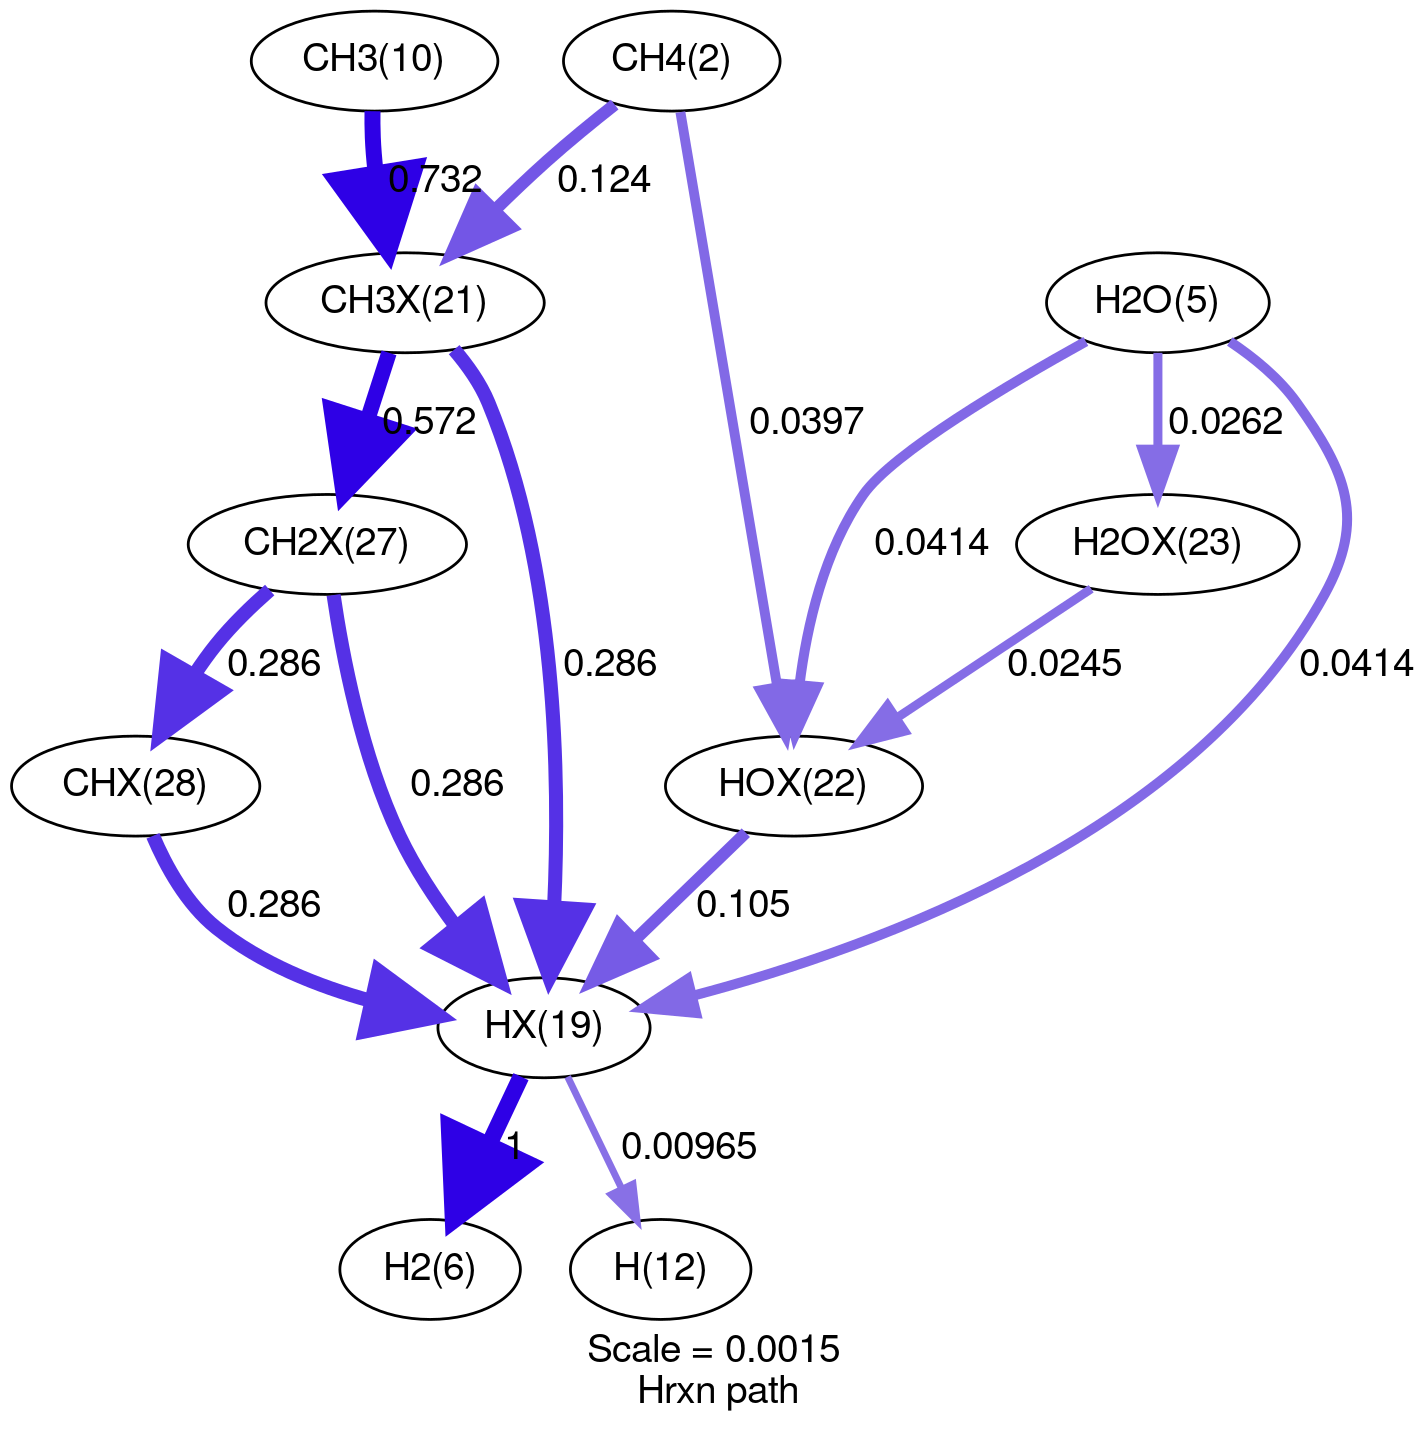 CH3(10)
CH4(2)
0.732
0.124
CH3X(21)
H2O(5)
0.572
0.0397
0.0262
CH2X(27)
0.0414
H2OX(23)
0.286
0.286
0.0245
0.0414
CHX(28)
0.286
HOX(22)
0.286
0.105
HX(19)
1
0.00965
H2(6)
H(12)
Scale = 0.0015
Hrxn path